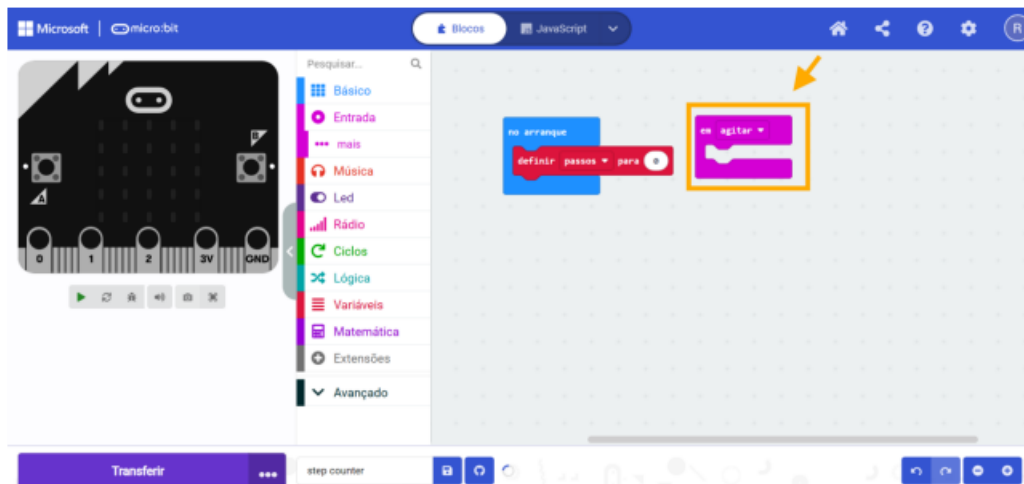 Microsoft | micro:bit
Blocos
JavaScript
R
Pesquisar...
Básico
Entrada
mais
Música
Led
Rádio
Ciclos
Lógica
Variáveis
Matemática
Extensões
Avançado
B
A
0 1 2 3V GND
no arranque
definir passos para 0
em agitar
Transferir
step counter